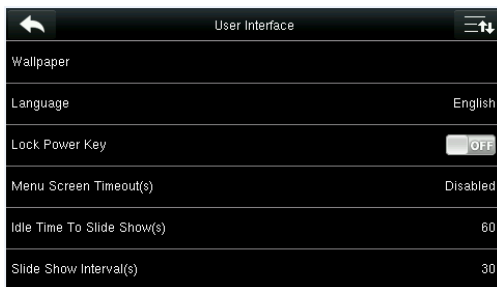 User Interface
Wallpaper
Language English
Lock Power Key OFF
Menu Screen Timeout(s) Disabled
Idle Time To Slide Show(s) 60
Slide Show Interval(s) 30